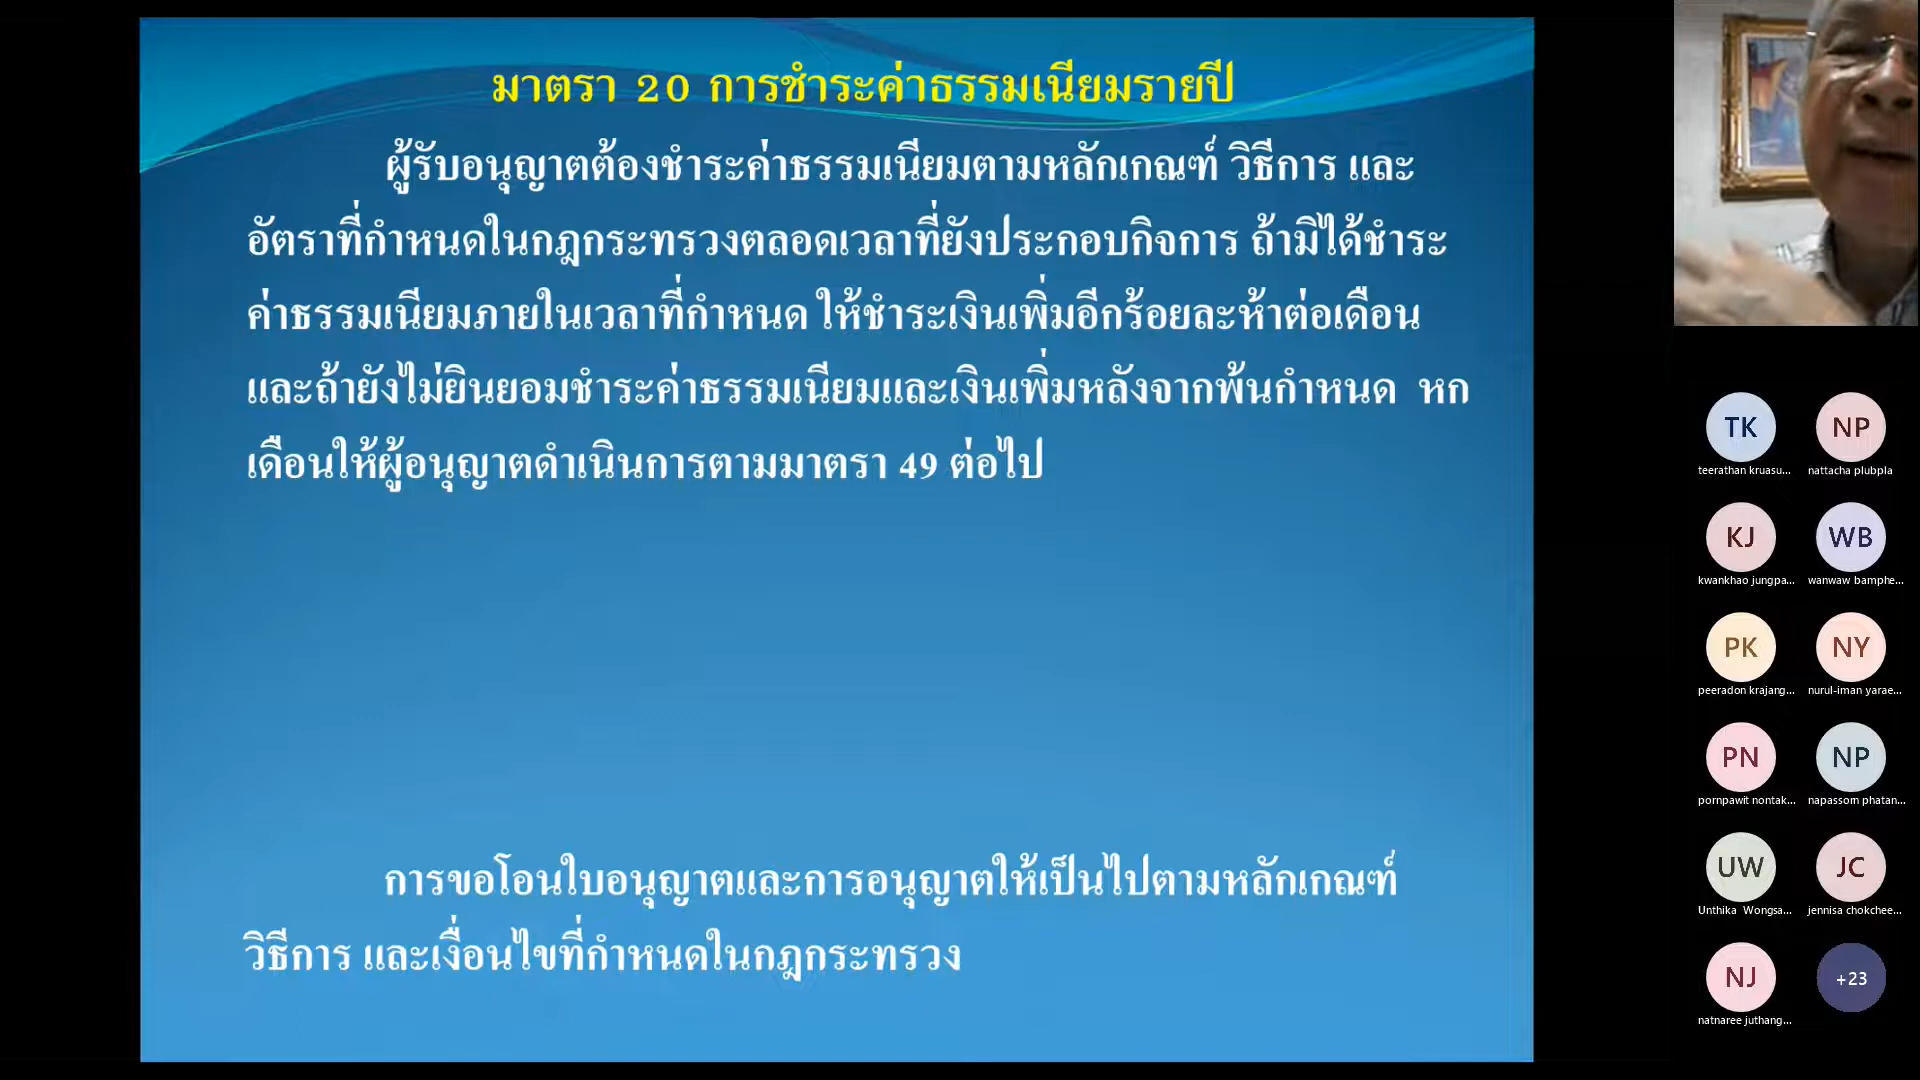 มาตรา 20 การชำระค่าธรรมเนียมรายปี
ผู้รับอนุญาตต้องชำระค่าธรรมเนียมตามหลักเกณฑ์ วิธีการ และ
อัตราที่กำหนดในกฎกระทรวงตลอดเวลาที่ยังประกอบกิจการ ถ้ามิได้ชำระ
ค่าธรรมเนียมภายในเวลาที่กำหนด ให้ชำระเงินเพิ่มอีกร้อยละห้าต่อเดือน
และถ้ายังไม่ยินยอมชำระค่าธรรมเนียมและเงินเพิ่มหลังจากพ้นกำหนด หก
เดือนให้ผู้อนุญาตดำเนินการตามมาตรา 49 ต่อไป
การขอโอนใบอนุญาตและการอนุญาตให้เป็นไปตามหลักเกณฑ์
วิธีการ และเงื่อนไขที่กำหนดในกฎกระทรวง
TK NP
teerathan kruasu... nattacha plubpla
KJ WB
kwankhao jungpa... wanwaw bamphe...
PK NY
peeradon krajang... nurul-iman yarae...
PN NP
pornpawit nontak... napassorn phatan...
UW JC
Unthika Wongsa... jennisa chokchee...
NJ +23
natnaree juthang...